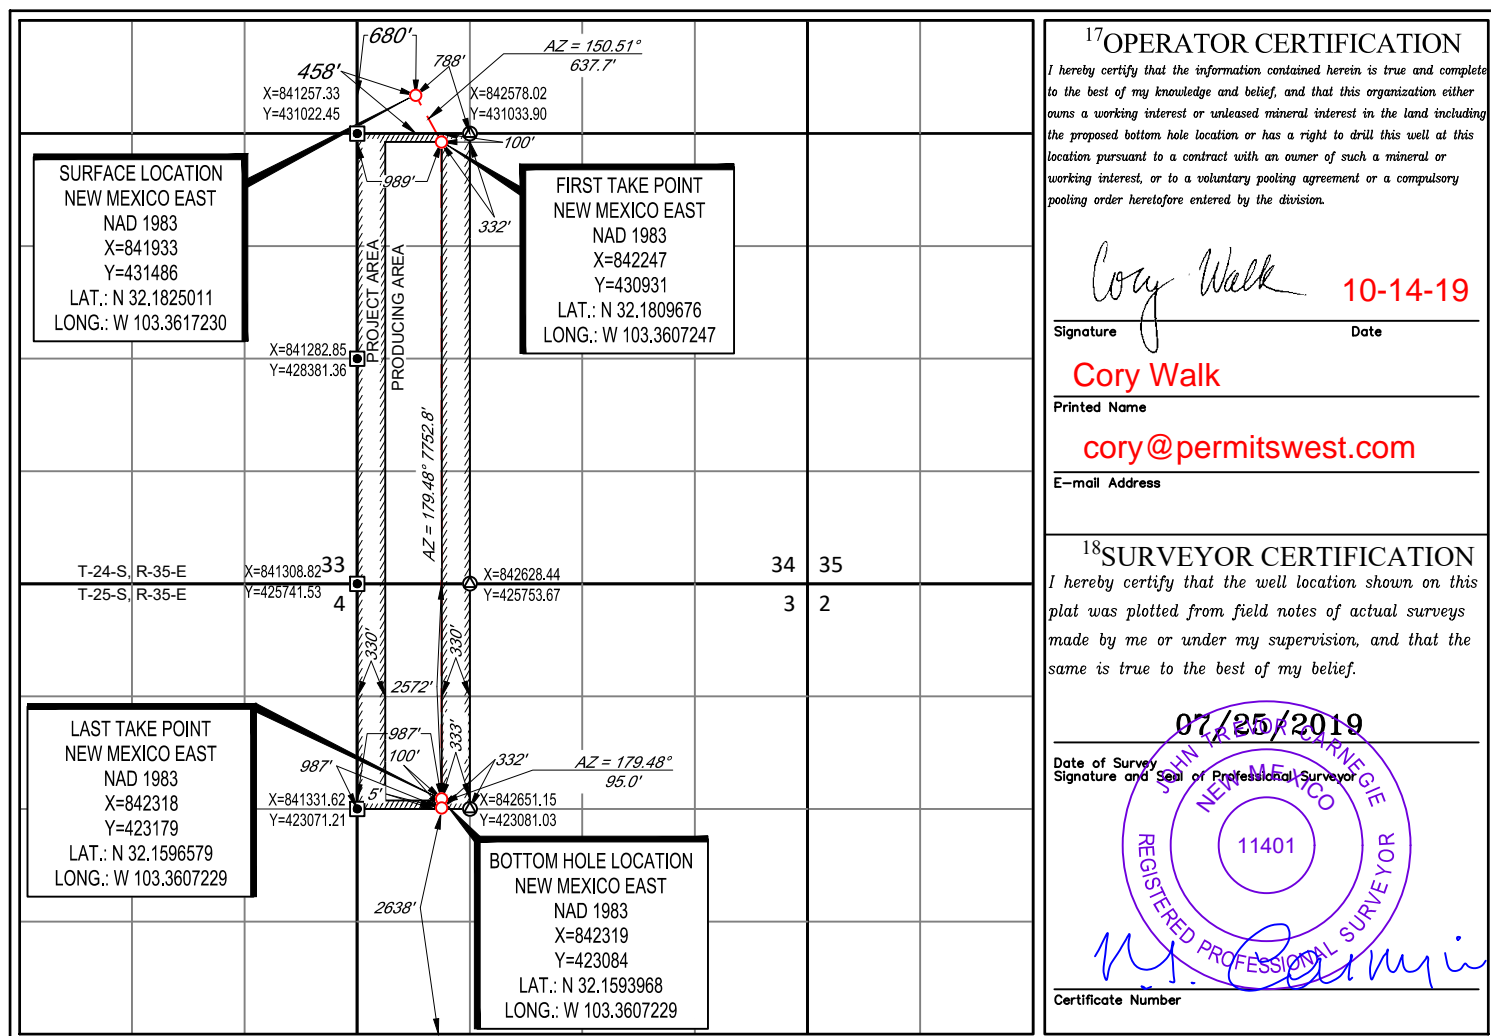 680'
AZ = 150.51°
637.7'
458'
788'
X=841257.33
Y=431022.45
X=842578.02
Y=431033.90
100'
989'
332'
SURFACE LOCATION
NEW MEXICO EAST
NAD 1983
X=841933
Y=431486
LAT.: N 32.1825011
LONG.: W 103.3617230
FIRST TAKE POINT
NEW MEXICO EAST
NAD 1983
X=842247
Y=430931
LAT.: N 32.1809676
LONG.: W 103.3607247
PROJECT AREA
PRODUCING AREA
X=841282.85
Y=428381.36
AZ = 179.48° 7752.8'
T-24-S, R-35-E
T-25-S, R-35-E
X=841308.82
Y=425741.53
33
4
X=842628.44
Y=425753.67
34
35
3
2
330'
330'
2572'
987'
333'
100'
987'
5'
332'
AZ = 179.48°
95.0'
X=841331.62
Y=423071.21
X=842651.15
Y=423081.03
LAST TAKE POINT
NEW MEXICO EAST
NAD 1983
X=842318
Y=423179
LAT.: N 32.1596579
LONG.: W 103.3607229
BOTTOM HOLE LOCATION
NEW MEXICO EAST
NAD 1983
X=842319
Y=423084
LAT.: N 32.1593968
LONG.: W 103.3607229
2638'
17OPERATOR CERTIFICATION
I hereby certify that the information contained herein is true and complete
to the best of my knowledge and belief, and that this organization either
owns a working interest or unleased mineral interest in the land including
the proposed bottom hole location or has a right to drill this well at this
location pursuant to a contract with an owner of such a mineral or
working interest, or to a voluntary pooling agreement or a compulsory
pooling order heretofore entered by the division.
Cory Walk
10-14-19
Signature
Date
Cory Walk
Printed Name
cory@permitswest.com
E-mail Address
18SURVEYOR CERTIFICATION
I hereby certify that the well location shown on this
plat was plotted from field notes of actual surveys
made by me or under my supervision, and that the
same is true to the best of my belief.
07/25/2019
Date of Survey
Signature and Seal of Professional Surveyor
JOHN TREVOR CARNEGIE
NEW MEXICO
11401
REGISTERED PROFESSIONAL SURVEYOR
Certificate Number